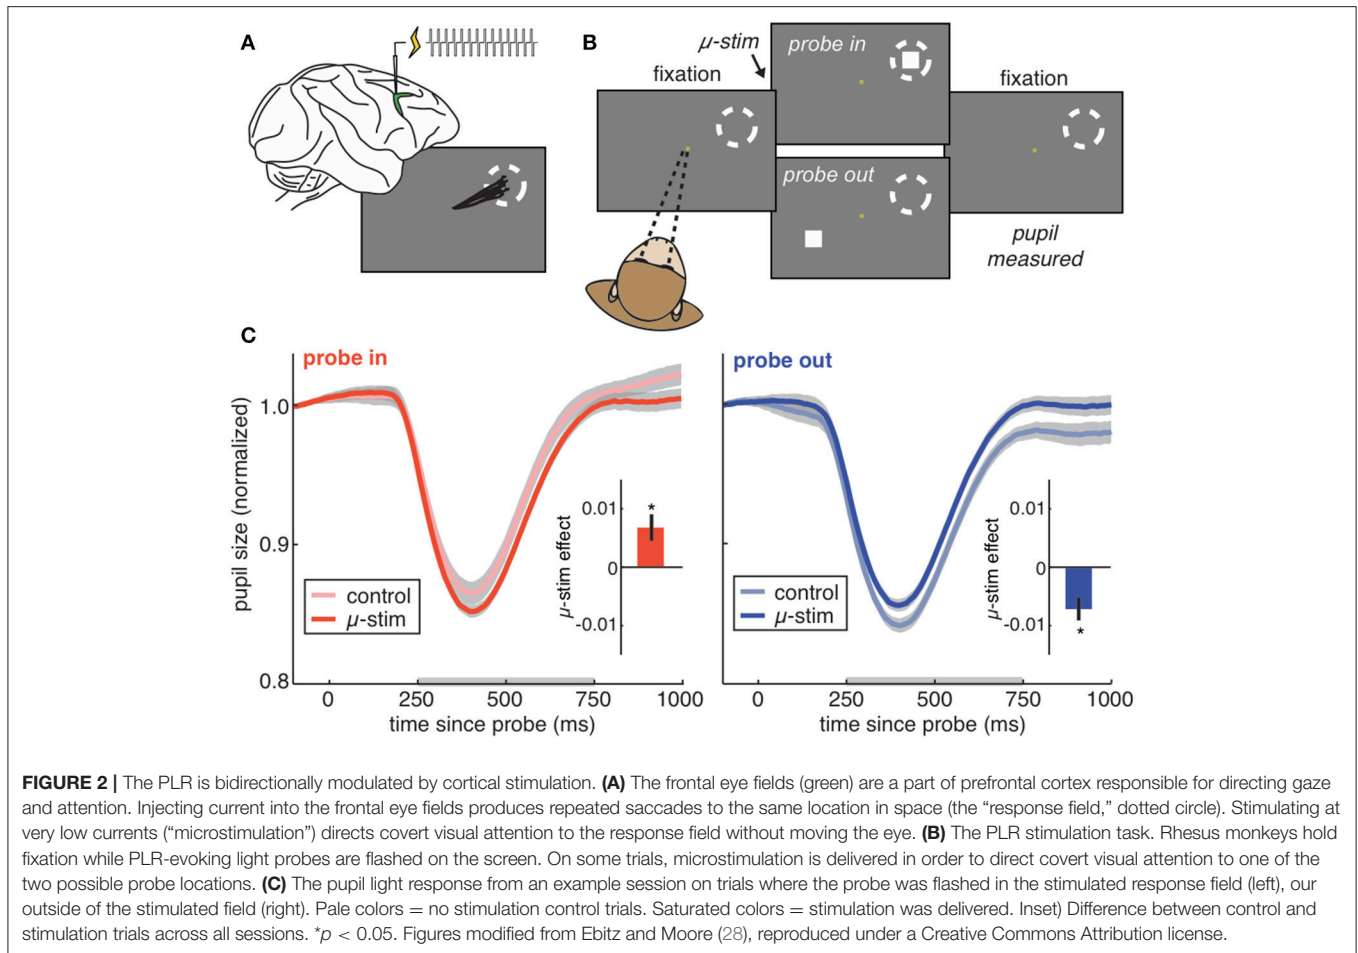 A
B
μ-stim
probe in
fixation
fixation
probe out
pupil
measured
C
probe in
probe out
pupil size (normalized)
1.0
0.9
0.8
control
μ-stim
μ-stim effect
0.01
0
-0.01
*
0
250
500
750
1000
time since probe (ms)
control
μ-stim
μ-stim effect
0.01
0
-0.01
*
0
250
500
750
1000
time since probe (ms)
FIGURE 2 | The PLR is bidirectionally modulated by cortical stimulation. (A) The frontal eye fields (green) are a part of prefrontal cortex responsible for directing gaze
and attention. Injecting current into the frontal eye fields produces repeated saccades to the same location in space (the “response field,” dotted circle). Stimulating at
very low currents (“microstimulation”) directs covert visual attention to the response field without moving the eye. (B) The PLR stimulation task. Rhesus monkeys hold
fixation while PLR-evoking light probes are flashed on the screen. On some trials, microstimulation is delivered in order to direct covert visual attention to one of the
two possible probe locations. (C) The pupil light response from an example session on trials where the probe was flashed in the stimulated response field (left), our
outside of the stimulated field (right). Pale colors = no stimulation control trials. Saturated colors = stimulation was delivered. Inset) Difference between control and
stimulation trials across all sessions. *p < 0.05. Figures modified from Ebitz and Moore (28), reproduced under a Creative Commons Attribution license.